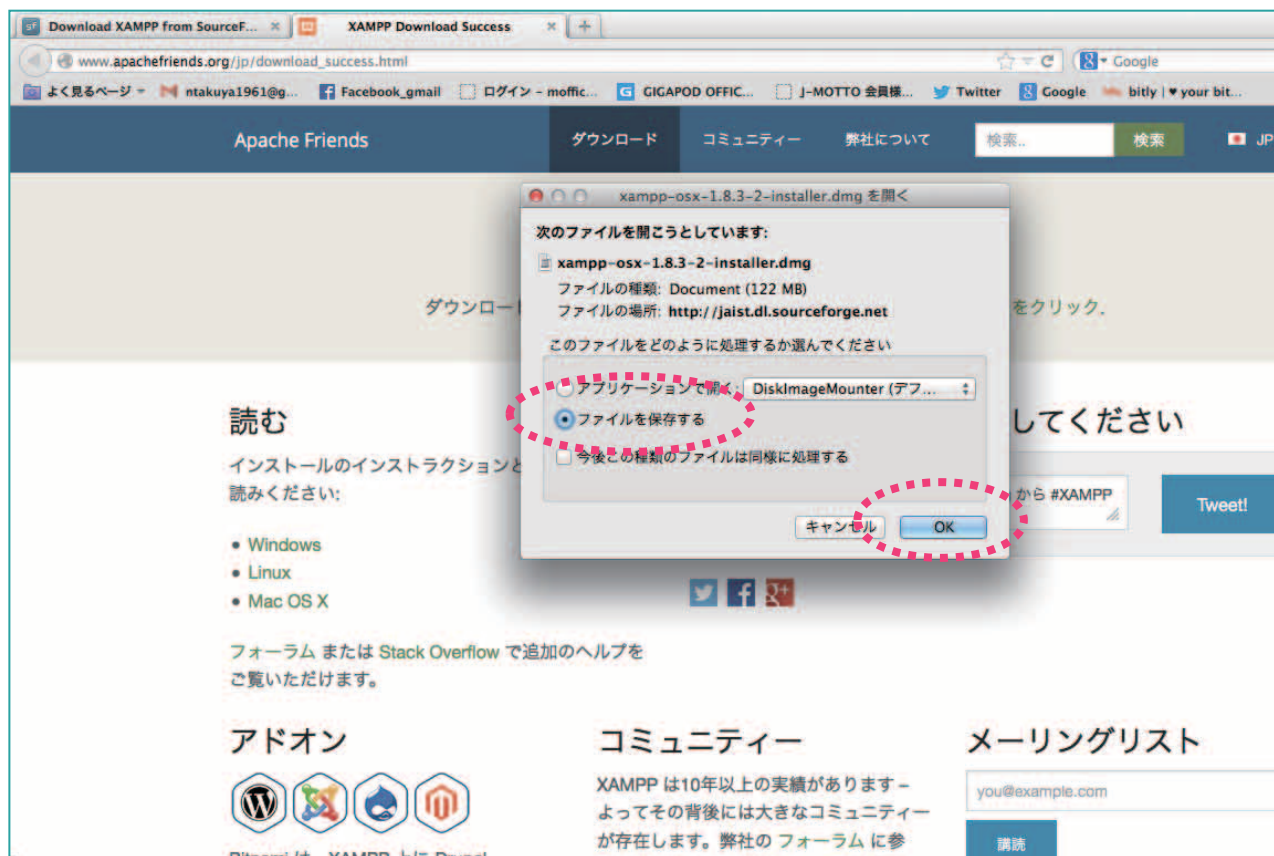 Download XAMPP from SourceF...
XAMPP Download Success
www.apachefriends.org/jp/download_success.html
Google
よく見るページ
ntakuya1961@g...
Facebook_gmail
ログイン - moffic...
GIGAPOD OFFIC...
J-MOTTO 会員様...
Twitter
Google
bitly | ♥ your bit...
Apache Friends
ダウンロード
コミュニティー
弊社について
検索..
検索
JP
xampp-osx-1.8.3-2-installer.dmg を開く
次のファイルを開こうとしています:
xampp-osx-1.8.3-2-installer.dmg
ファイルの種類: Document (122 MB)
ファイルの場所: http://jaist.dl.sourceforge.net
このファイルをどのように処理するか選んでください
アプリケーションで開く: DiskImageMounter (デフ...
ファイルを保存する
今後この種類のファイルは同様に処理する
キャンセル
OK
ダウンロー
をクリック.
読む
インストールのインストラクションと
読みください:
• Windows
• Linux
• Mac OS X
フォーラム または Stack Overflow で追加のヘルプを
ご覧いただけます。
してください
から #XAMPP
Tweet!
アドオン
コミュニティー
XAMPP は10年以上の実績があります –
よってその背後には大きなコミュニティー
が存在します。弊社の フォーラム に参
メーリングリスト
you@example.com
講読